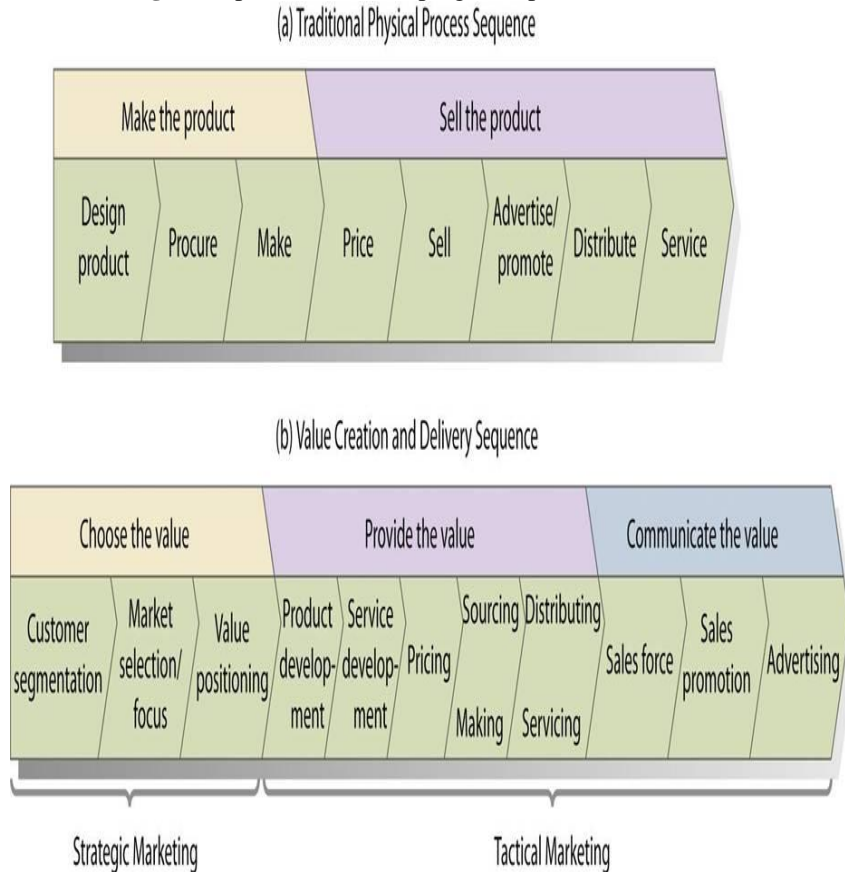 (a) Traditional Physical Process Sequence
Make the product
Sell the product
Design
product
Procure
Make
Price
Sell
Advertise/
promote
Distribute
Service
(b) Value Creation and Delivery Sequence
Choose the value
Provide the value
Communicate the value
Customer
segmentation
Market
selection/
focus
Value
positioning
Product
develop-
ment
Service
develop-
ment
Pricing
Sourcing
Making
Distributing
Servicing
Sales force
Sales
promotion
Advertising
Strategic Marketing
Tactical Marketing